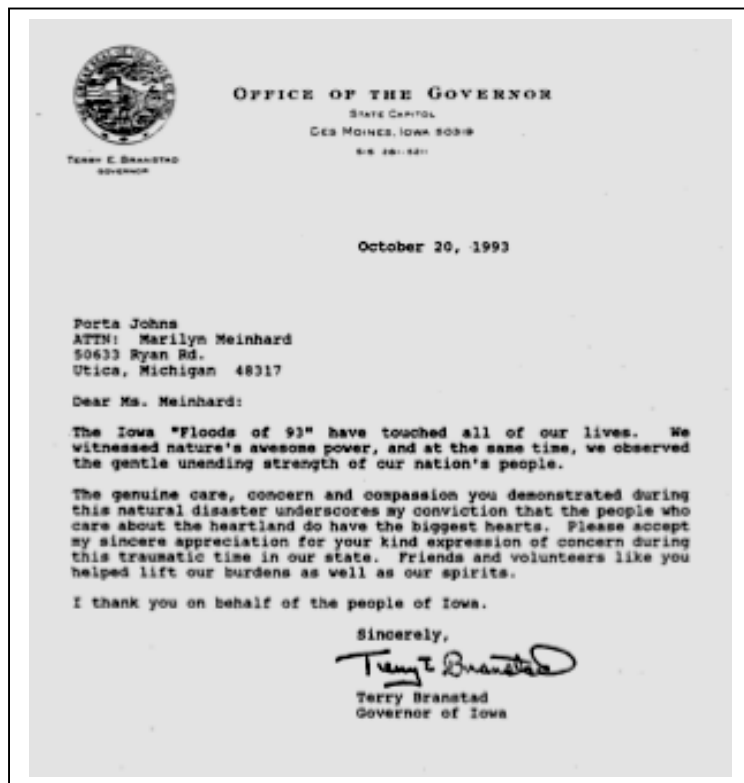 OFFICE OF THE GOVERNOR
STATE CAPITOL
DES MOINES, IOWA 50319
515 281-5211
TERRY E. BRANSTAD
GOVERNOR
October 20, 1993
Porta Johns
ATTN: Marilyn Meinhard
50633 Ryan Rd.
Utica, Michigan 48317
Dear Ms. Meinhard:
The Iowa "Floods of 93" have touched all of our lives. We
witnessed nature's awesome power, and at the same time, we observed
the gentle unending strength of our nation's people.
The genuine care, concern and compassion you demonstrated during
this natural disaster underscores my conviction that the people who
care about the heartland do have the biggest hearts. Please accept
my sincere appreciation for your kind expression of concern during
this traumatic time in our state. Friends and volunteers like you
helped lift our burdens as well as our spirits.
I thank you on behalf of the people of Iowa.
Sincerely,
Terry E Branstad
Terry Branstad
Governor of Iowa